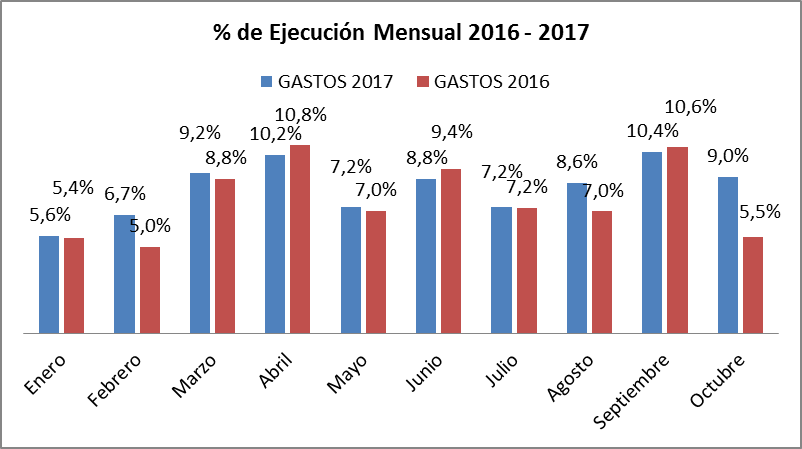 % de Ejecución Mensual 2016 - 2017
GASTOS 2017 GASTOS 2016
5,6% 5,4% 6,7% 5,0% 9,2% 8,8% 10,2% 10,8% 7,2% 7,0% 8,8% 9,4% 7,2% 7,2% 8,6% 7,0% 10,4% 10,6% 9,0% 5,5%
Enero Febrero Marzo Abril Mayo Junio Julio Agosto Septiembre Octubre